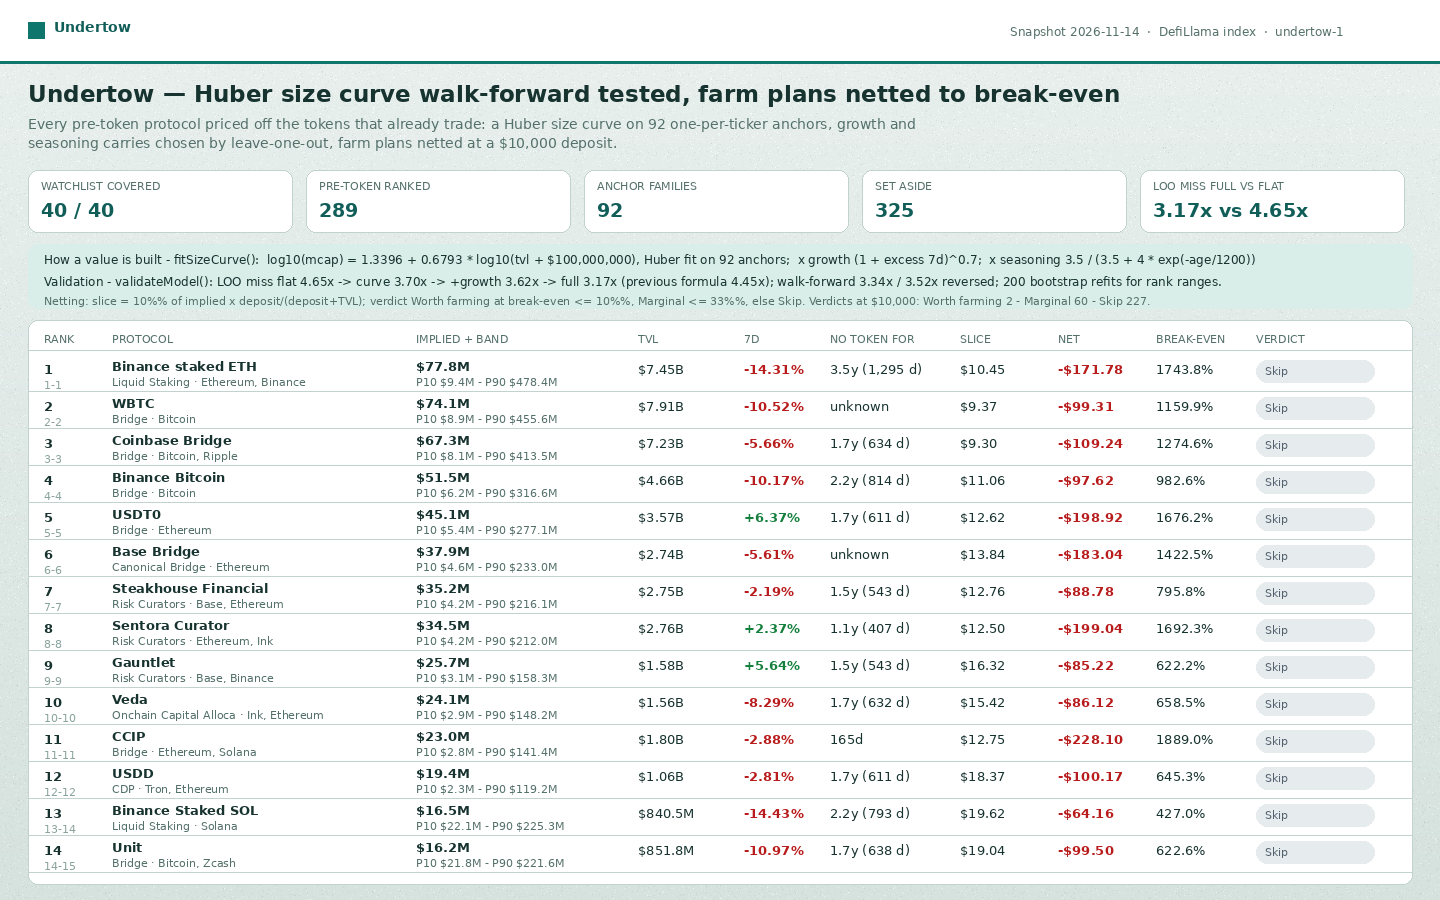 Undertow
Snapshot 2026-11-14 · DefiLlama index · undertow-1
Undertow — Huber size curve walk-forward tested, farm plans netted to break-even
Every pre-token protocol priced off the tokens that already trade: a Huber size curve on 92 one-per-ticker anchors, growth and
seasoning carries chosen by leave-one-out, farm plans netted at a $10,000 deposit.
WATCHLIST COVERED
40 / 40
PRE-TOKEN RANKED
289
ANCHOR FAMILIES
92
SET ASIDE
325
LOO MISS FULL VS FLAT
3.17x vs 4.65x
How a value is built - fitSizeCurve():  log10(mcap) = 1.3396 + 0.6793 * log10(tvl + $100,000,000), Huber fit on 92 anchors;  x growth (1 + excess 7d)^0.7;  x seasoning 3.5 / (3.5 + 4 * exp(-age/1200))
Validation - validateModel(): LOO miss flat 4.65x -> curve 3.70x -> +growth 3.62x -> full 3.17x (previous formula 4.45x); walk-forward 3.34x / 3.52x reversed; 200 bootstrap refits for rank ranges.
Netting: slice = 10%% of implied x deposit/(deposit+TVL); verdict Worth farming at break-even <= 10%%, Marginal <= 33%%, else Skip. Verdicts at $10,000: Worth farming 2 - Marginal 60 - Skip 227.
RANK PROTOCOL IMPLIED + BAND TVL 7D NO TOKEN FOR SLICE NET BREAK-EVEN VERDICT
1 Binance staked ETH $77.8M $7.45B -14.31% 3.5y (1,295 d) $10.45 -$171.78 1743.8% Skip
1-1 Liquid Staking · Ethereum, Binance P10 $9.4M - P90 $478.4M
2 WBTC $74.1M $7.91B -10.52% unknown $9.37 -$99.31 1159.9% Skip
2-2 Bridge · Bitcoin P10 $8.9M - P90 $455.6M
3 Coinbase Bridge $67.3M $7.23B -5.66% 1.7y (634 d) $9.30 -$109.24 1274.6% Skip
3-3 Bridge · Bitcoin, Ripple P10 $8.1M - P90 $413.5M
4 Binance Bitcoin $51.5M $4.66B -10.17% 2.2y (814 d) $11.06 -$97.62 982.6% Skip
4-4 Bridge · Bitcoin P10 $6.2M - P90 $316.6M
5 USDT0 $45.1M $3.57B +6.37% 1.7y (611 d) $12.62 -$198.92 1676.2% Skip
5-5 Bridge · Ethereum P10 $5.4M - P90 $277.1M
6 Base Bridge $37.9M $2.74B -5.61% unknown $13.84 -$183.04 1422.5% Skip
6-6 Canonical Bridge · Ethereum P10 $4.6M - P90 $233.0M
7 Steakhouse Financial $35.2M $2.75B -2.19% 1.5y (543 d) $12.76 -$88.78 795.8% Skip
7-7 Risk Curators · Base, Ethereum P10 $4.2M - P90 $216.1M
8 Sentora Curator $34.5M $2.76B +2.37% 1.1y (407 d) $12.50 -$199.04 1692.3% Skip
8-8 Risk Curators · Ethereum, Ink P10 $4.2M - P90 $212.0M
9 Gauntlet $25.7M $1.58B +5.64% 1.5y (543 d) $16.32 -$85.22 622.2% Skip
9-9 Risk Curators · Base, Binance P10 $3.1M - P90 $158.3M
10 Veda $24.1M $1.56B -8.29% 1.7y (632 d) $15.42 -$86.12 658.5% Skip
10-10 Onchain Capital Alloca · Ink, Ethereum P10 $2.9M - P90 $148.2M
11 CCIP $23.0M $1.80B -2.88% 165d $12.75 -$228.10 1889.0% Skip
11-11 Bridge · Ethereum, Solana P10 $2.8M - P90 $141.4M
12 USDD $19.4M $1.06B -2.81% 1.7y (611 d) $18.37 -$100.17 645.3% Skip
12-12 CDP · Tron, Ethereum P10 $2.3M - P90 $119.2M
13 Binance Staked SOL $16.5M $840.5M -14.43% 2.2y (793 d) $19.62 -$64.16 427.0% Skip
13-14 Liquid Staking · Solana P10 $22.1M - P90 $225.3M
14 Unit $16.2M $851.8M -10.97% 1.7y (638 d) $19.04 -$99.50 622.6% Skip
14-15 Bridge · Bitcoin, Zcash P10 $21.8M - P90 $221.6M